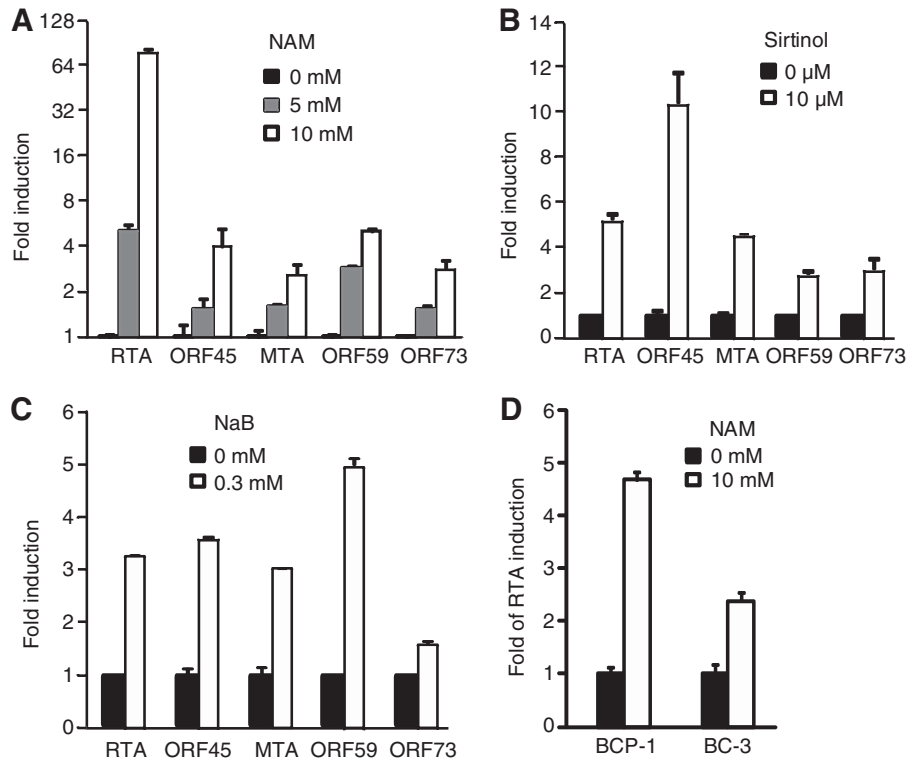 A
NAM
0 mM
5 mM
10 mM
Fold induction
128
64
32
16
8
4
2
1
RTA ORF45 MTA ORF59 ORF73
B
Sirtinol
0 µM
10 µM
Fold induction
14
12
10
8
6
4
2
0
RTA ORF45 MTA ORF59 ORF73
C
NaB
0 mM
0.3 mM
Fold induction
6
5
4
3
2
1
0
RTA ORF45 MTA ORF59 ORF73
D
NAM
0 mM
10 mM
Fold of RTA induction
6
5
4
3
2
1
0
BCP-1 BC-3